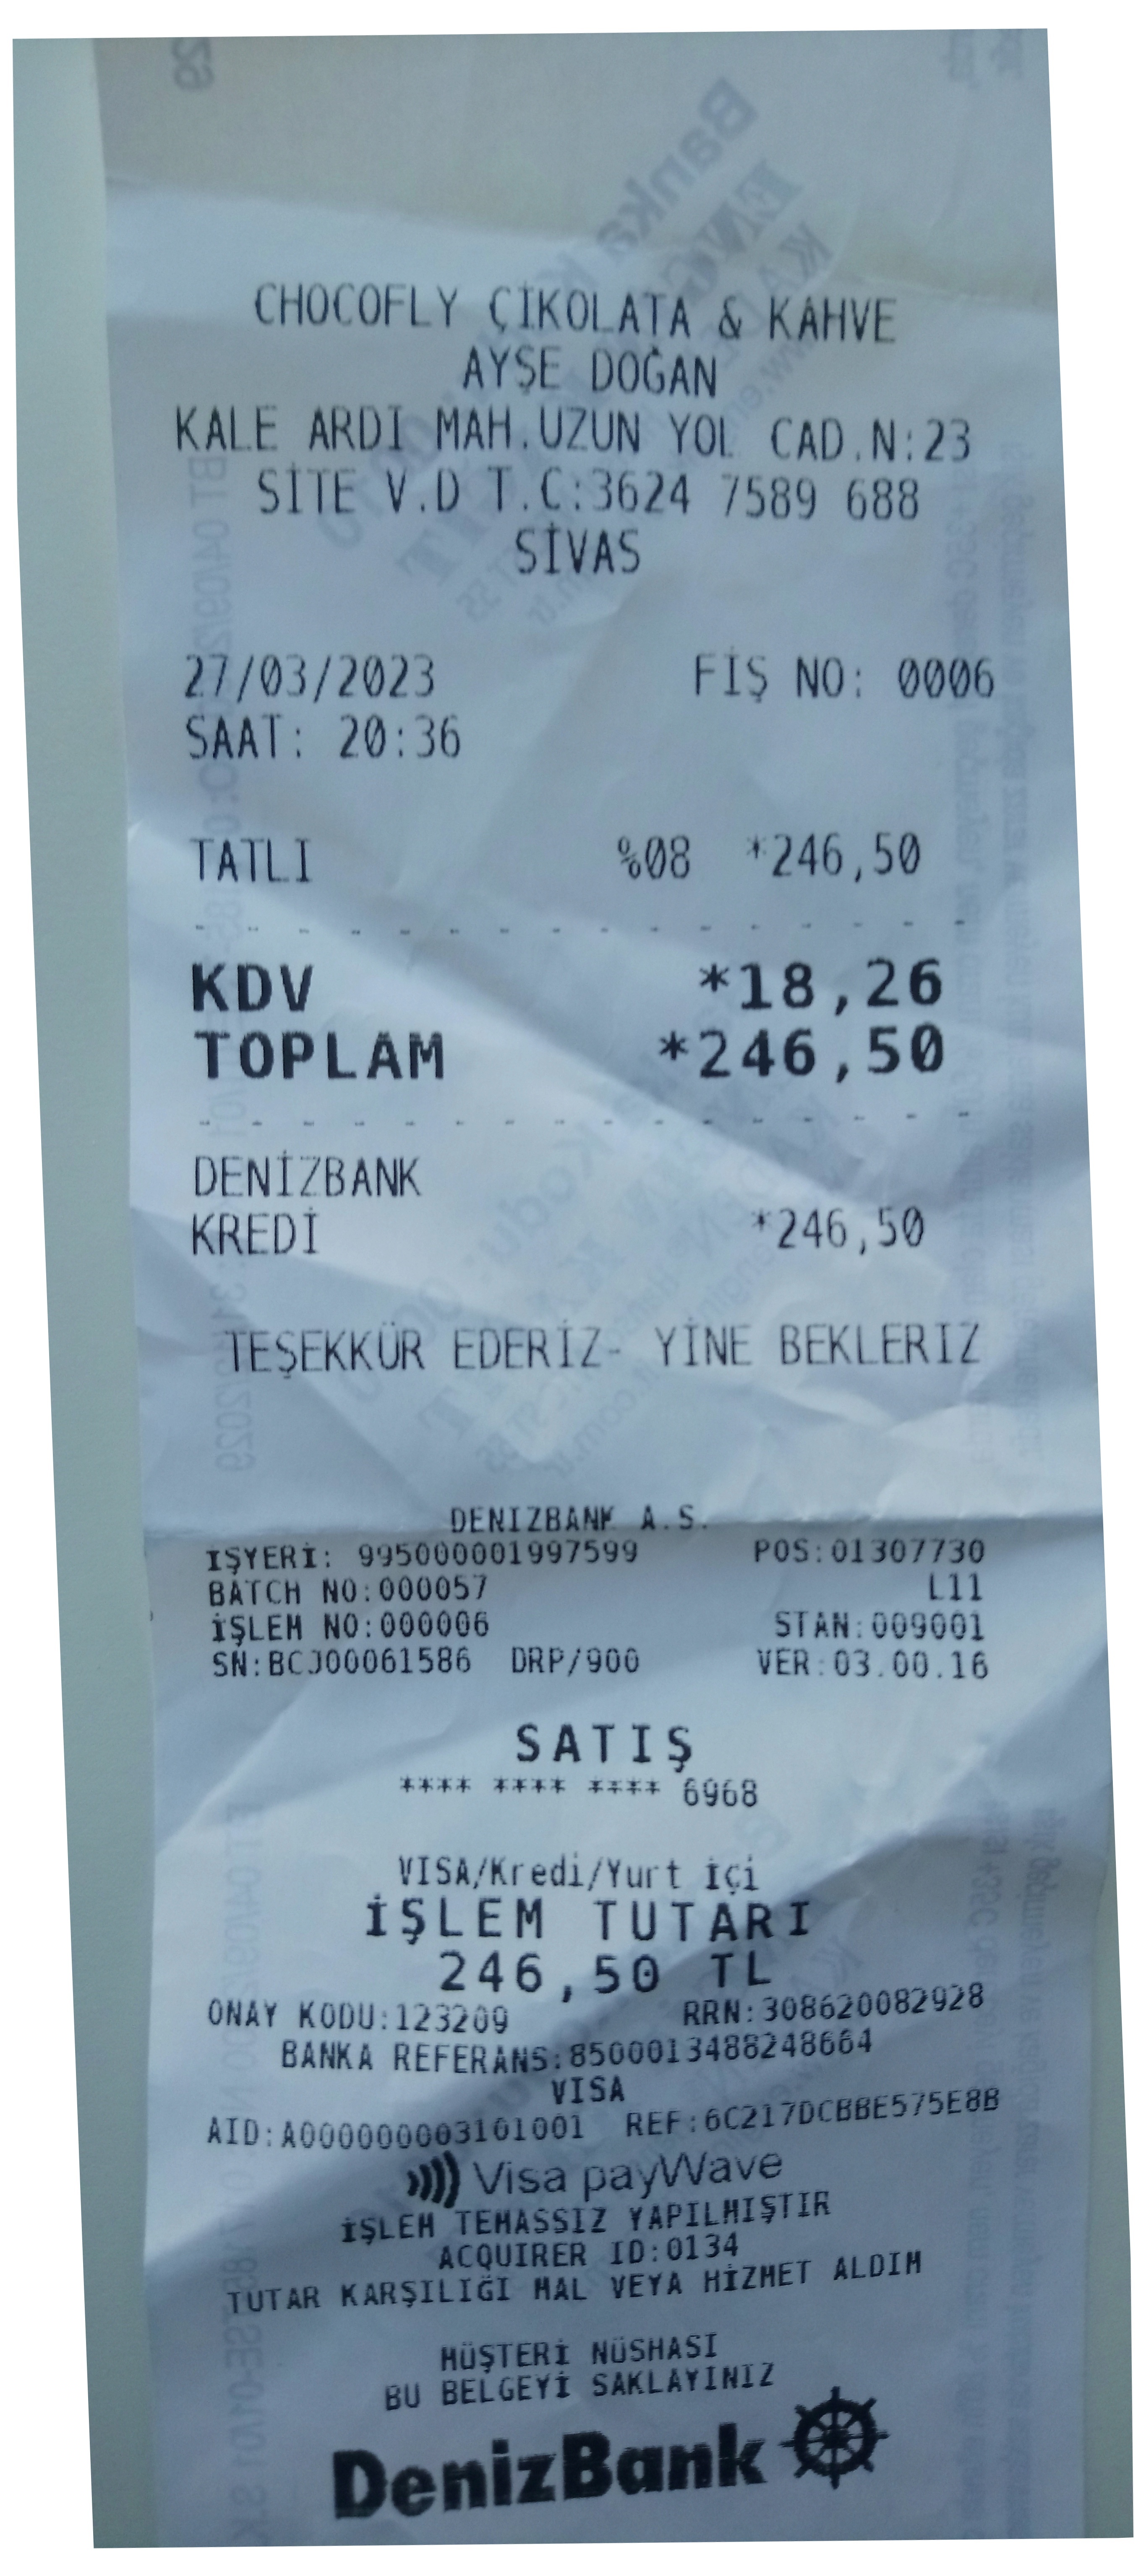 CHOCOFLY ÇİKOLATA & KAHVE
AYŞE DOĞAN
KALE ARDI MAH.UZUN YOL CAD.N:23
SİTE V.D T.C:3624 7589 688
SİVAS
27/03/2023 FİŞ NO: 0006
SAAT: 20:36
TATLI %08 *246,50
KDV *18,26
TOPLAM *246,50
DENİZBANK
KREDİ *246,50
TEŞEKKÜR EDERİZ- YİNE BEKLERIZ
DENIZBANK A.S.
İŞYERİ: 995000001997599 POS:01307730
BATCH NO:000057 L11
İŞLEM NO:000006 STAN:009001
SN:BCJ00061586 DRP/900 VER:03.00.16
SATIŞ
**** **** **** 6968
VISA/Kredi/Yurt İçi
İŞLEM TUTARI
246,50 TL
ONAY KODU:123209 RRN:308620082928
BANKA REFERANS:8500013488248664
VISA
AID:A0000000003101001 REF:6C217DCBBE575E8B
Visa payWave
İŞLEM TEMASSIZ YAPILMIŞTIR
ACQUIRER ID:0134
TUTAR KARŞILIĞI MAL VEYA HİZMET ALDIM
MÜŞTERİ NÜSHASI
BU BELGEYİ SAKLAYINIZ
DenizBank